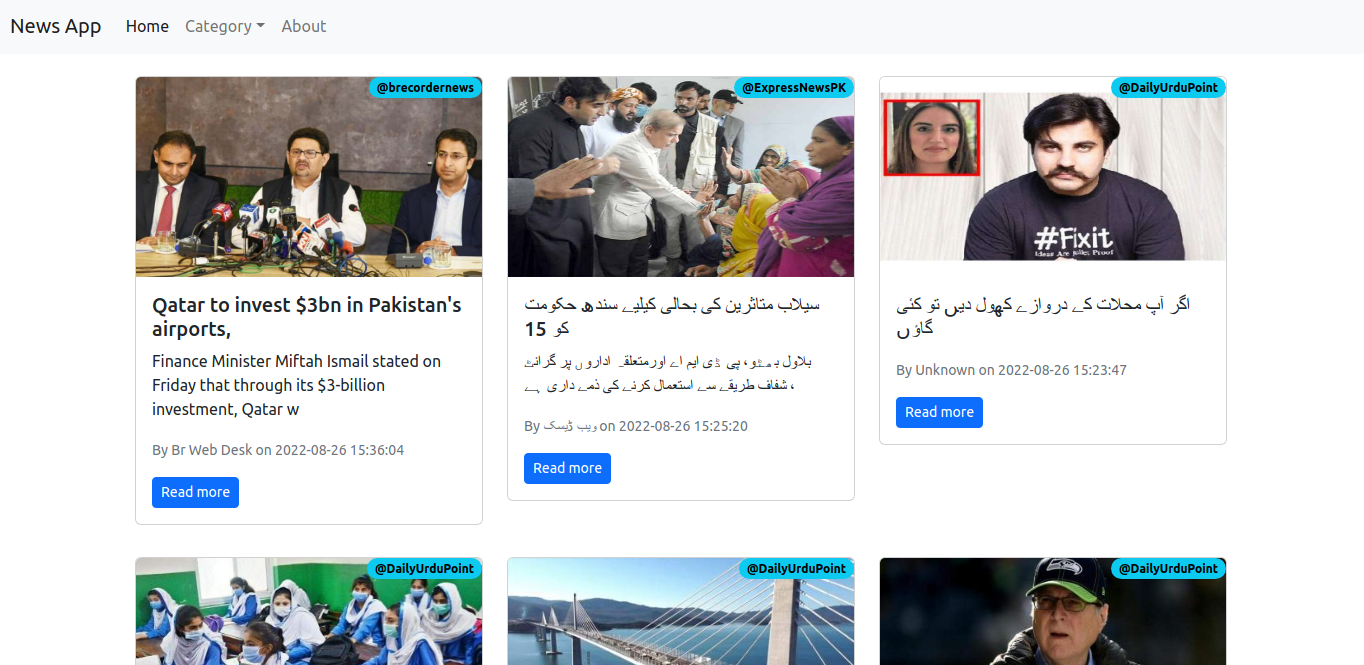 News App Home Category About
@brecordernews
Qatar to invest $3bn in Pakistan's
airports,
Finance Minister Miftah Ismail stated on
Friday that through its $3-billion
investment, Qatar w
By Br Web Desk on 2022-08-26 15:36:04
Read more
@ExpressNewsPK
سیلاب متاثرین کی بحالی کیلیے سندھ حکومت
کو 15
بلاول بھٹو، پی ڈی ایم اے اورمتعلقہ اداروں پر گرانٹ
، شفاف طریقے سے استعمال کرنے کی ذمے داری ہے
By ویب ڈیسک on 2022-08-26 15:25:20
Read more
@DailyUrduPoint
#Fixit
Ideas Are Bullet Proof
اگر آپ محلات کے دروازے کھول دیں تو کئی
گاؤں
By Unknown on 2022-08-26 15:23:47
Read more
@DailyUrduPoint
@DailyUrduPoint
@DailyUrduPoint